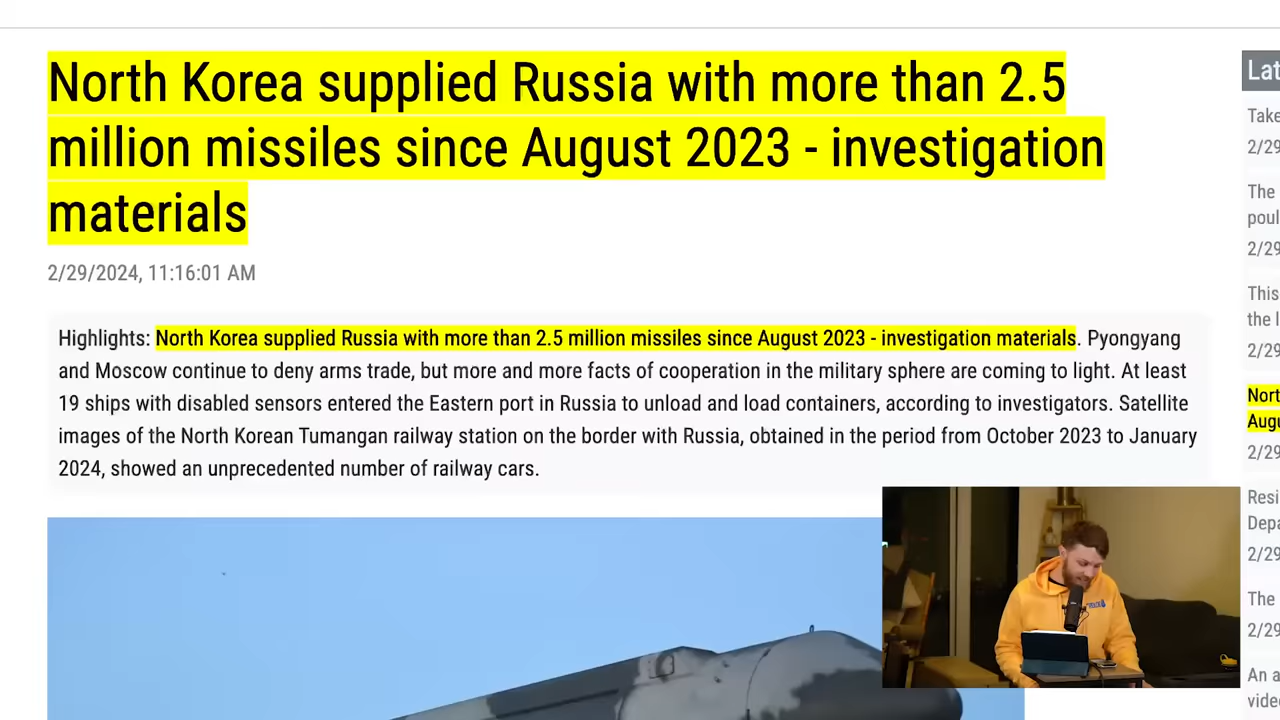 North Korea supplied Russia with more than 2.5
million missiles since August 2023 - investigation
materials
2/29/2024, 11:16:01 AM
Highlights: North Korea supplied Russia with more than 2.5 million missiles since August 2023 - investigation materials. Pyongyang
and Moscow continue to deny arms trade, but more and more facts of cooperation in the military sphere are coming to light. At least
19 ships with disabled sensors entered the Eastern port in Russia to unload and load containers, according to investigators. Satellite
images of the North Korean Tumangan railway station on the border with Russia, obtained in the period from October 2023 to January
2024, showed an unprecedented number of railway cars.
Lat
Take
2/29
The
poul
2/29
This
the l
2/29
Nort
Augu
2/29
Resi
Depa
2/29
The
2/29
An a
vide